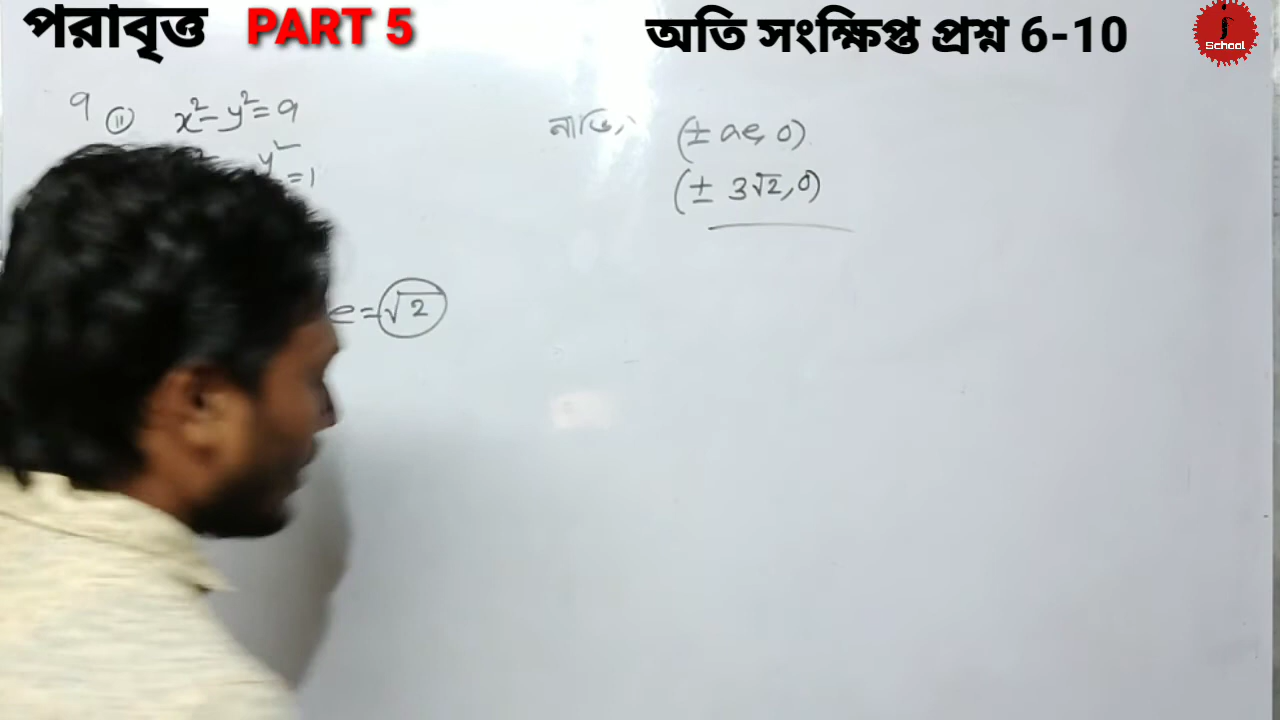 পরাবৃত্ত PART 5
অতি সংক্ষিপ্ত প্রশ্ন 6-10
ʃ
School
9 (ii) x² - y² = 9
y² = 1
e = √2
নাভি,
(± ae, 0)
(± 3√2, 0)